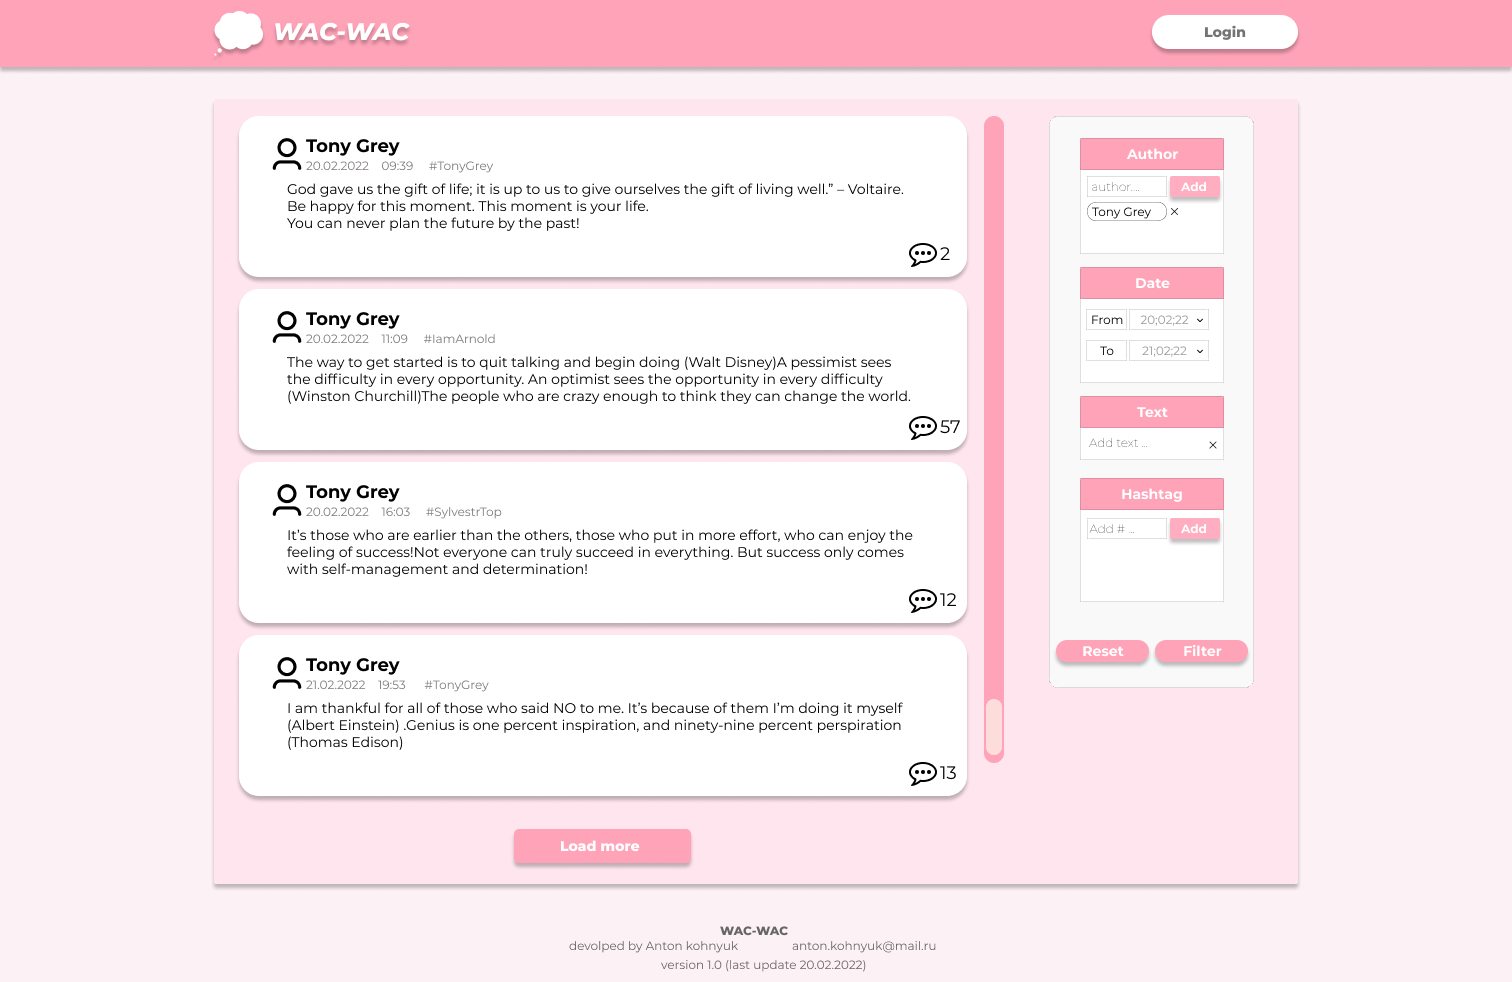 WAC-WAC
Login
Tony Grey
20.02.2022 09:39 #TonyGrey
God gave us the gift of life; it is up to us to give ourselves the gift of living well.” – Voltaire.
Be happy for this moment. This moment is your life.
You can never plan the future by the past!
2
Tony Grey
20.02.2022 11:09 #IamArnold
The way to get started is to quit talking and begin doing (Walt Disney)A pessimist sees
the difficulty in every opportunity. An optimist sees the opportunity in every difficulty
(Winston Churchill)The people who are crazy enough to think they can change the world.
57
Tony Grey
20.02.2022 16:03 #SylvestrTop
It’s those who are earlier than the others, those who put in more effort, who can enjoy the
feeling of success!Not everyone can truly succeed in everything. But success only comes
with self-management and determination!
12
Tony Grey
21.02.2022 19:53 #TonyGrey
I am thankful for all of those who said NO to me. It’s because of them I’m doing it myself
(Albert Einstein) .Genius is one percent inspiration, and ninety-nine percent perspiration
(Thomas Edison)
13
Load more
Author
author... Add
Tony Grey
Date
From 20;02;22
To 21;02;22
Text
Add text ...
Hashtag
Add # ... Add
Reset Filter
WAC-WAC
devolped by Anton kohnyuk anton.kohnyuk@mail.ru
version 1.0 (last update 20.02.2022)